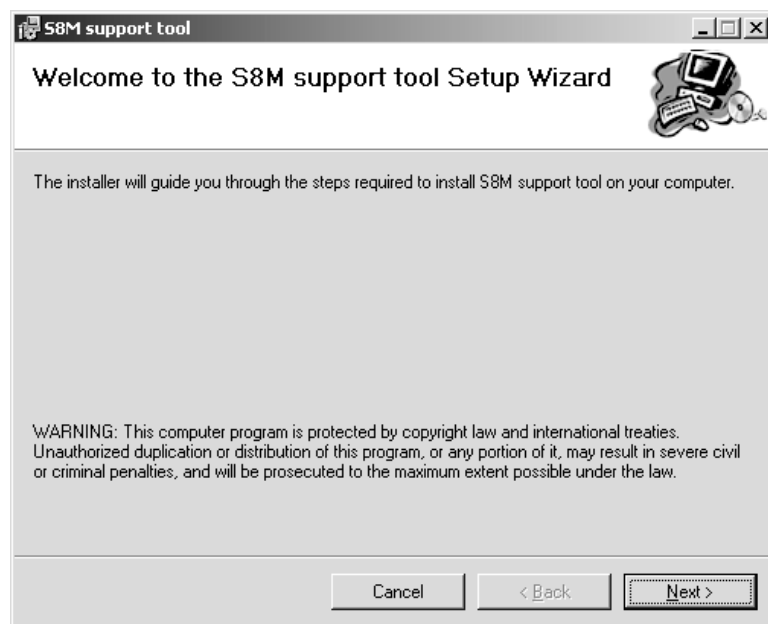 S8M support tool
Welcome to the S8M support tool Setup Wizard
The installer will guide you through the steps required to install S8M support tool on your computer.
WARNING: This computer program is protected by copyright law and international treaties.
Unauthorized duplication or distribution of this program, or any portion of it, may result in severe civil
or criminal penalties, and will be prosecuted to the maximum extent possible under the law.
Cancel
< Back
Next >